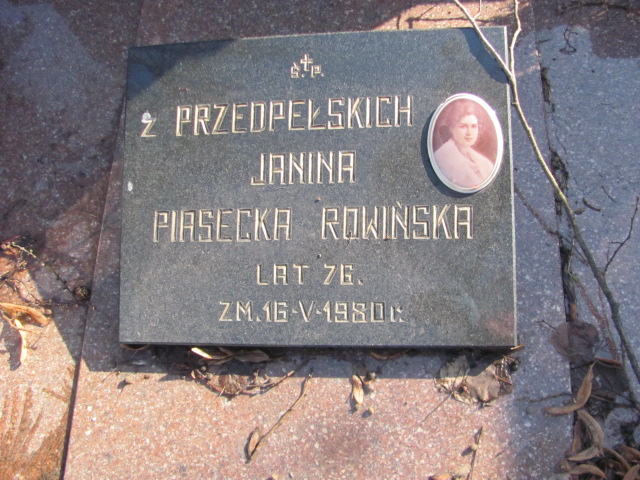 Ś.†P.
Z PRZEDPEŁSKICH
JANINA
PIASECKA ROWIŃSKA
LAT 76.
ZM.16-V-1980r.